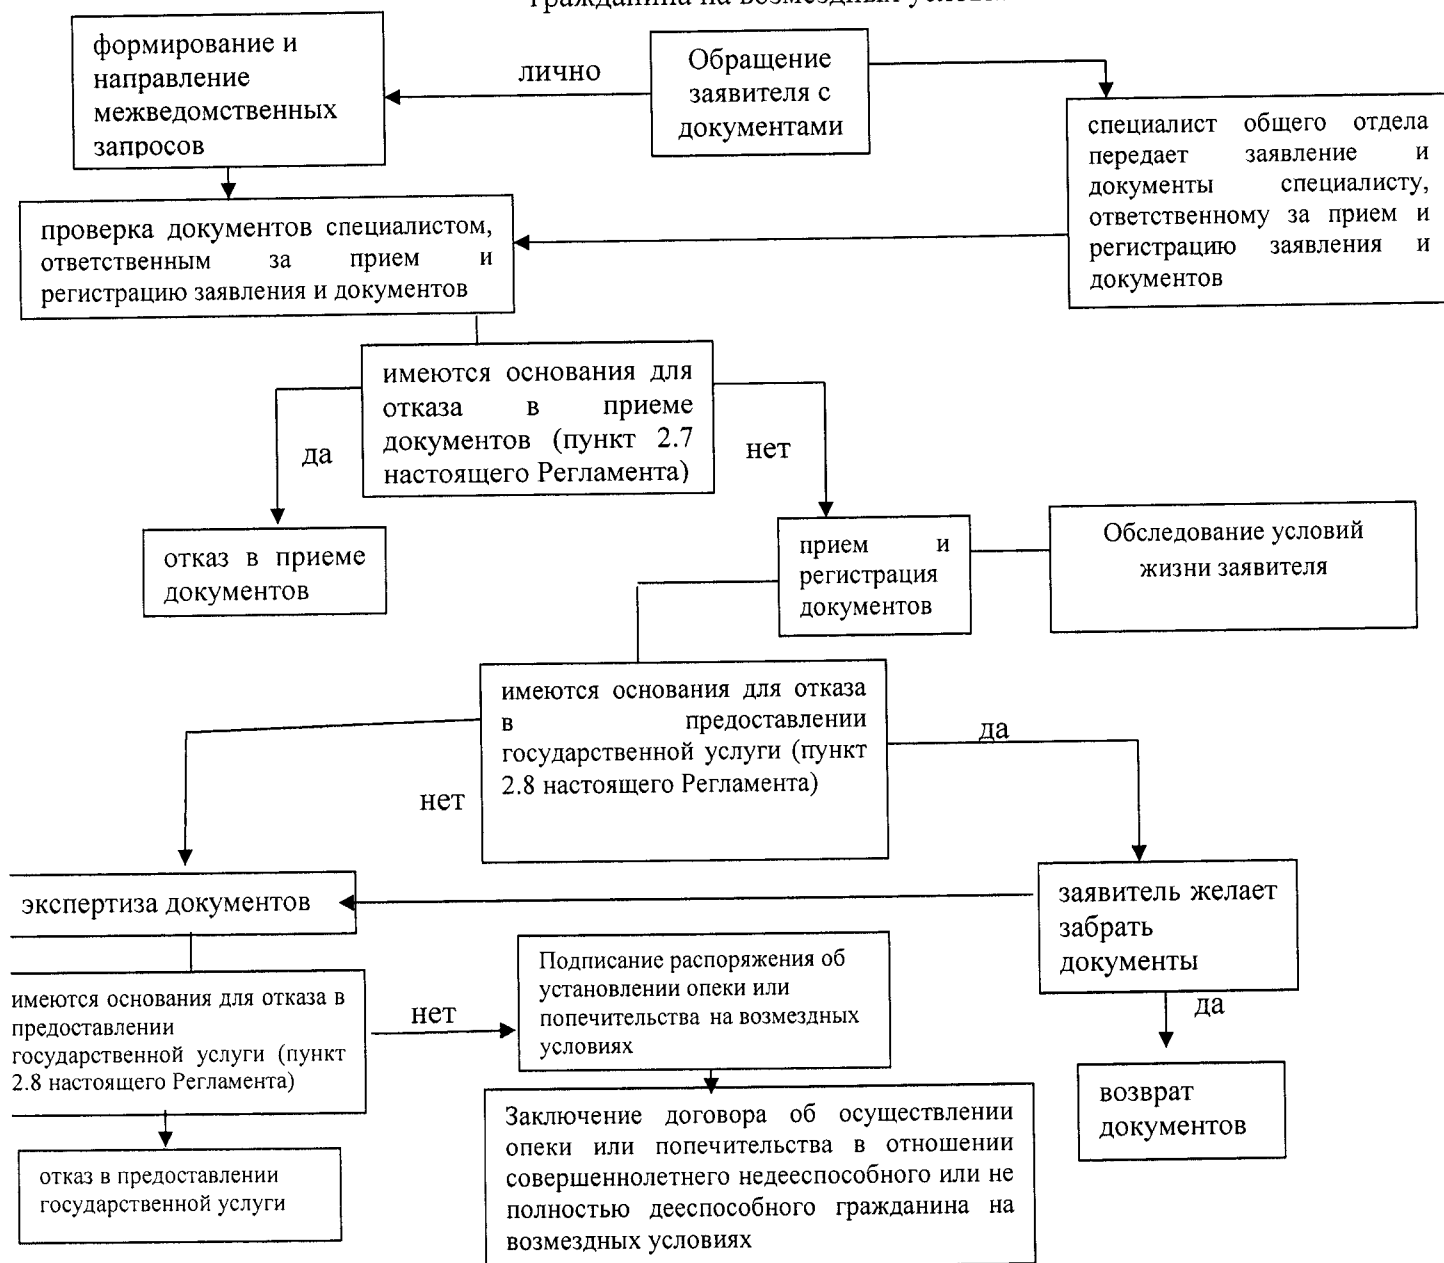 гражданина на возмездных
формирование и
направление
межведомственных
запросов
лично
Обращение
заявителя с
документами
специалист общего отдела
передает заявление и
документы специалисту,
ответственному за прием и
регистрацию заявления и
документов
проверка документов специалистом,
ответственным за прием и
регистрацию заявления и документов
имеются основания для
отказа в приеме
документов (пункт 2.7
настоящего Регламента)
да
нет
отказ в приеме
документов
прием и
регистрация
документов
Обследование условий
жизни заявителя
имеются основания для отказа
в предоставлении
государственной услуги (пункт
2.8 настоящего Регламента)
да
нет
экспертиза документов
заявитель желает
забрать
документы
имеются основания для отказа в
предоставлении
государственной услуги (пункт
2.8 настоящего Регламента)
нет
Подписание распоряжения об
установлении опеки или
попечительства на возмездных
условиях
да
возврат
документов
отказ в предоставлении
государственной услуги
Заключение договора об осуществлении
опеки или попечительства в отношении
совершеннолетнего недееспособного или не
полностью дееспособного гражданина на
возмездных условиях